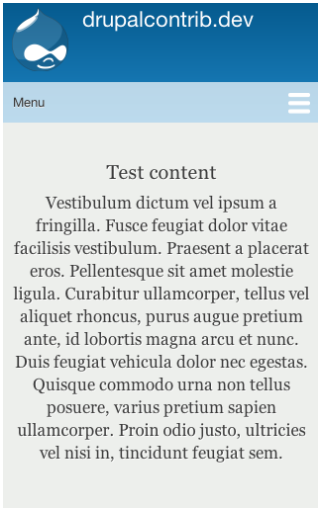 drupalcontrib.dev
Menu
Test content
Vestibulum dictum vel ipsum a
fringilla. Fusce feugiat dolor vitae
facilisis vestibulum. Praesent a placerat
eros. Pellentesque sit amet molestie
ligula. Curabitur ullamcorper, tellus vel
aliquet rhoncus, purus augue pretium
ante, id lobortis magna arcu et nunc.
Duis feugiat vehicula dolor nec egestas.
Quisque commodo urna non tellus
posuere, varius pretium sapien
ullamcorper. Proin odio justo, ultricies
vel nisi in, tincidunt feugiat sem.